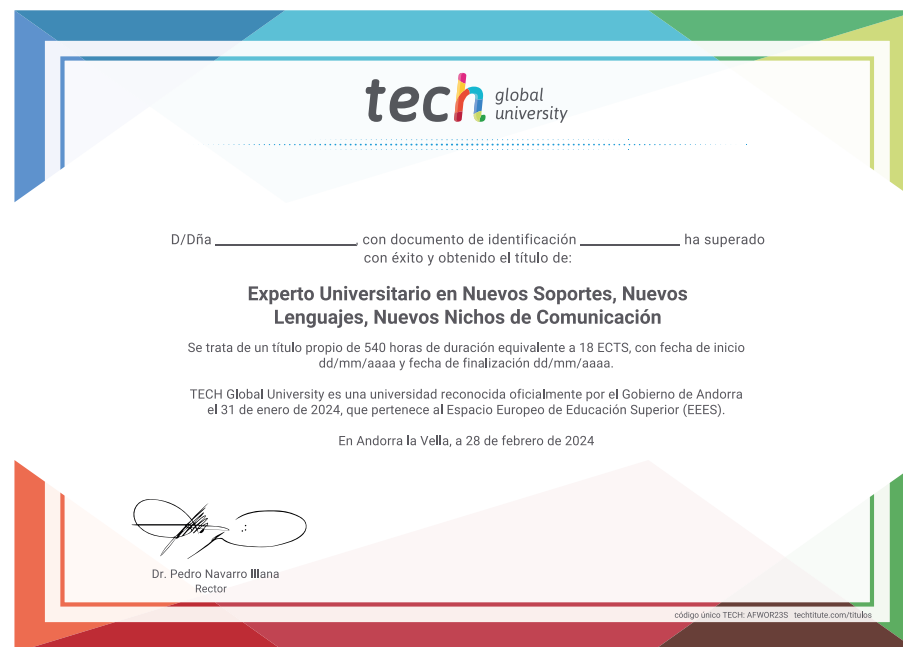 tech global university
D/Dña ____________, con documento de identificación ____________ ha superado
con éxito y obtenido el título de:
Experto Universitario en Nuevos Soportes, Nuevos
Lenguajes, Nuevos Nichos de Comunicación
Se trata de un título propio de 540 horas de duración equivalente a 18 ECTS, con fecha de inicio
dd/mm/aaaa y fecha de finalización dd/mm/aaaa.
TECH Global University es una universidad reconocida oficialmente por el Gobierno de Andorra
el 31 de enero de 2024, que pertenece al Espacio Europeo de Educación Superior (EEES).
En Andorra la Vella, a 28 de febrero de 2024
Dr. Pedro Navarro Illana
Rector
código único TECH: AFWOR23S techtitute.com/titulos